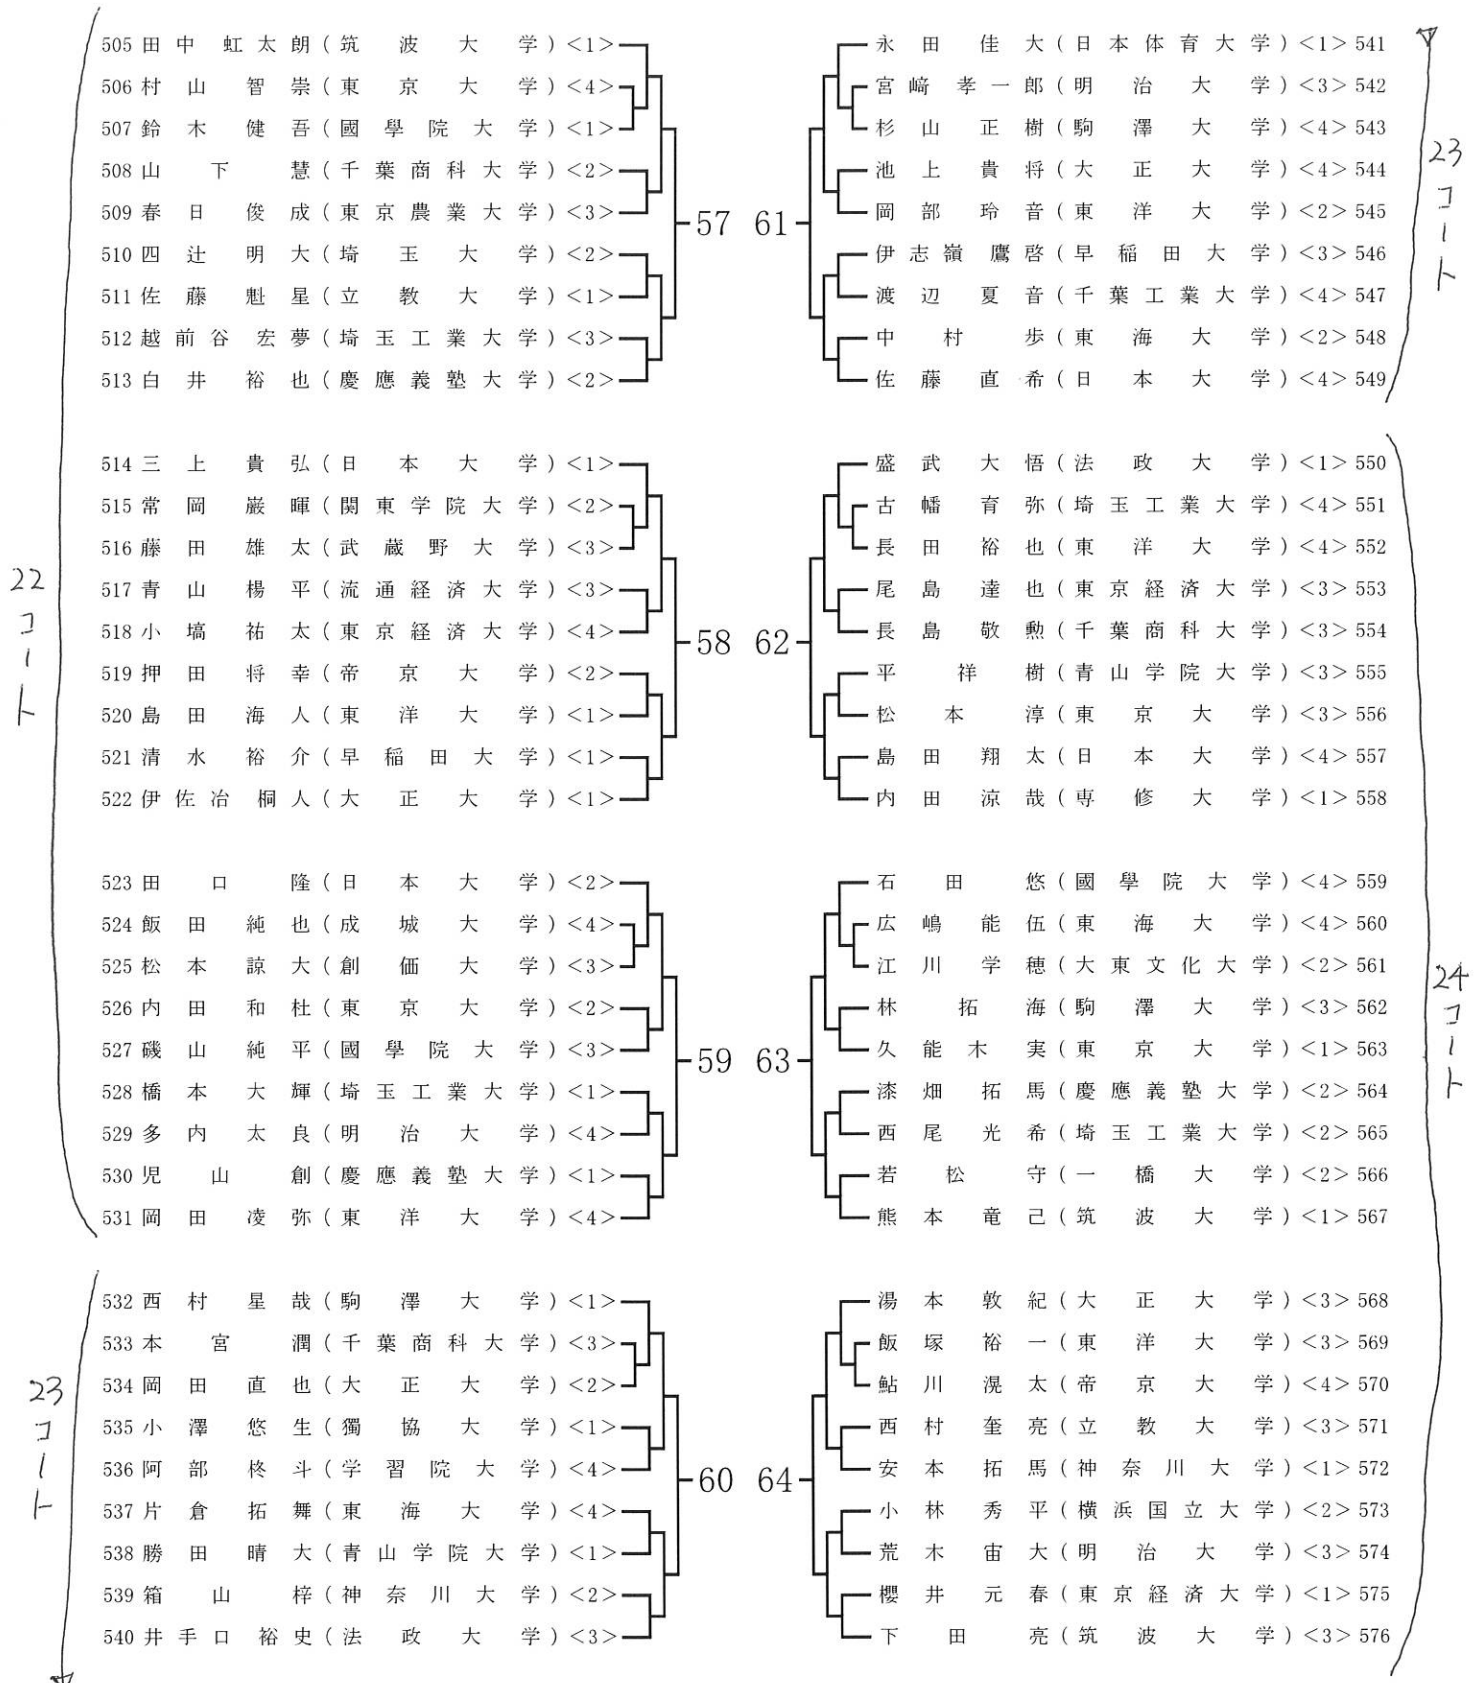 505 田中 虹太朗 (筑波大学) <1>
506 村山 智崇 (東京大学) <4>
507 鈴木 健吾 (國學院大学) <1>
508 山下 慧 (千葉商科大学) <2>
509 春日 俊成 (東京農業大学) <3>
57
510 四辻 明大 (埼玉大学) <2>
511 佐藤 魁星 (立教大学) <1>
512 越前谷 宏夢 (埼玉工業大学) <3>
513 白井 裕也 (慶應義塾大学) <2>
514 三上 貴弘 (日本大学) <1>
515 常岡 巌暉 (関東学院大学) <2>
516 藤田 雄太 (武蔵野大学) <3>
517 青山 楊平 (流通経済大学) <3>
518 小塙 祐太 (東京経済大学) <4>
58
519 押田 将幸 (帝京大学) <2>
520 島田 海人 (東洋大学) <1>
521 清水 裕介 (早稲田大学) <1>
522 伊佐治 桐人 (大正大学) <1>
22コート
523 田口 隆 (日本大学) <2>
524 飯田 純也 (成城大学) <4>
525 松本 諒大 (創価大学) <3>
526 内田 和杜 (東京大学) <2>
527 磯山 純平 (國學院大学) <3>
59
528 橋本 大輝 (埼玉工業大学) <1>
529 多内 太良 (明治大学) <4>
530 児山 創 (慶應義塾大学) <1>
531 岡田 凌弥 (東洋大学) <4>
532 西村 星哉 (駒澤大学) <1>
533 本宮 潤 (千葉商科大学) <3>
534 岡田 直也 (大正大学) <2>
535 小澤 悠生 (獨協大学) <1>
536 阿部 柊斗 (学習院大学) <4>
60
537 片倉 拓舞 (東海大学) <4>
538 勝田 晴大 (青山学院大学) <1>
539 箱山 梓 (神奈川大学) <2>
540 井手口 裕史 (法政大学) <3>
23コート
永田 佳大 (日本体育大学) <1> 541
宮﨑 孝一郎 (明治大学) <3> 542
杉山 正樹 (駒澤大学) <4> 543
池上 貴将 (大正大学) <4> 544
岡部 玲音 (東洋大学) <2> 545
61
伊志嶺 鷹啓 (早稲田大学) <3> 546
渡辺 夏音 (千葉工業大学) <4> 547
中村 歩 (東海大学) <2> 548
佐藤 直希 (日本大学) <4> 549
23コート
盛武 大悟 (法政大学) <1> 550
古幡 育弥 (埼玉工業大学) <4> 551
長田 裕也 (東洋大学) <4> 552
尾島 達也 (東京経済大学) <3> 553
長島 敬勲 (千葉商科大学) <3> 554
62
平 祥樹 (青山学院大学) <3> 555
松本 淳 (東京大学) <3> 556
島田 翔太 (日本大学) <4> 557
内田 涼哉 (専修大学) <1> 558
石田 悠 (國學院大学) <4> 559
広嶋 能伍 (東海大学) <4> 560
江川 学穂 (大東文化大学) <2> 561
林 拓海 (駒澤大学) <3> 562
久能木 実 (東京大学) <1> 563
63
漆畑 拓馬 (慶應義塾大学) <2> 564
西尾 光希 (埼玉工業大学) <2> 565
若松 守 (一橋大学) <2> 566
熊本 竜己 (筑波大学) <1> 567
24コート
湯本 敦紀 (大正大学) <3> 568
飯塚 裕一 (東洋大学) <3> 569
鮎川 滉太 (帝京大学) <4> 570
西村 奎亮 (立教大学) <3> 571
安本 拓馬 (神奈川大学) <1> 572
64
小林 秀平 (横浜国立大学) <2> 573
荒木 宙大 (明治大学) <3> 574
櫻井 元春 (東京経済大学) <1> 575
下田 亮 (筑波大学) <3> 576